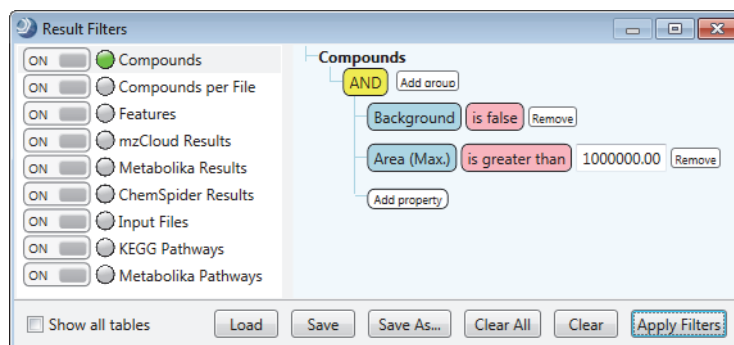 Result Filters
ON Compounds
ON Compounds per File
ON Features
ON mzCloud Results
ON Metabolika Results
ON ChemSpider Results
ON Input Files
ON KEGG Pathways
ON Metabolika Pathways
Compounds
AND Add group
Background is false Remove
Area (Max.) is greater than 1000000.00 Remove
Add property
Show all tables Load Save Save As... Clear All Clear Apply Filters